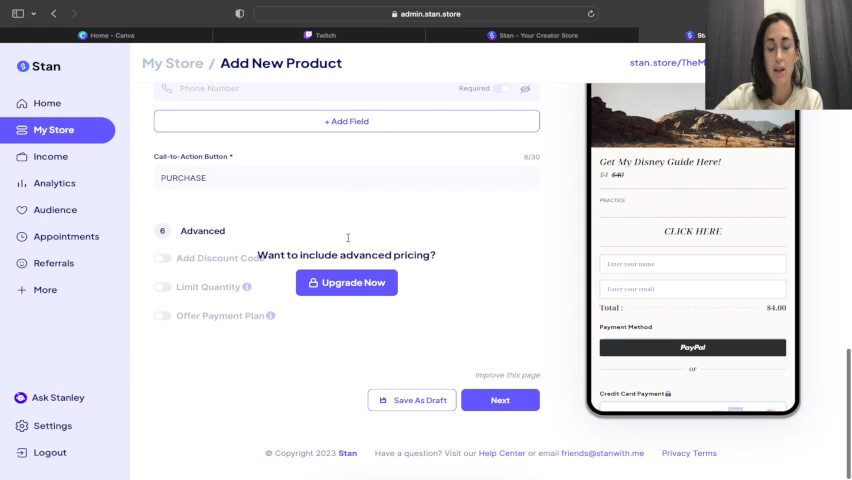 admin.stan.store
Home - Canva
Twitch
Stan - Your Creator Store
Stan
My Store / Add New Product
stan.store/TheM
Home
My Store
Income
Analytics
Audience
Appointments
Referrals
More
Ask Stanley
Settings
Logout
Phone Number
Required
+ Add Field
Call-to-Action Button *
8/30
PURCHASE
6 Advanced
Want to include advanced pricing?
Add Discount Code
Upgrade Now
Limit Quantity
Offer Payment Plan
Improve this page
Save As Draft
Next
Get My Disney Guide Here!
$4 $40
PRACTICE
CLICK HERE
Enter your name
Enter your email
Total :
$4.00
Payment Method
PayPal
or
Credit Card Payment
© Copyright 2023 Stan
Have a question? Visit our Help Center or email friends@stanwith.me
Privacy Terms